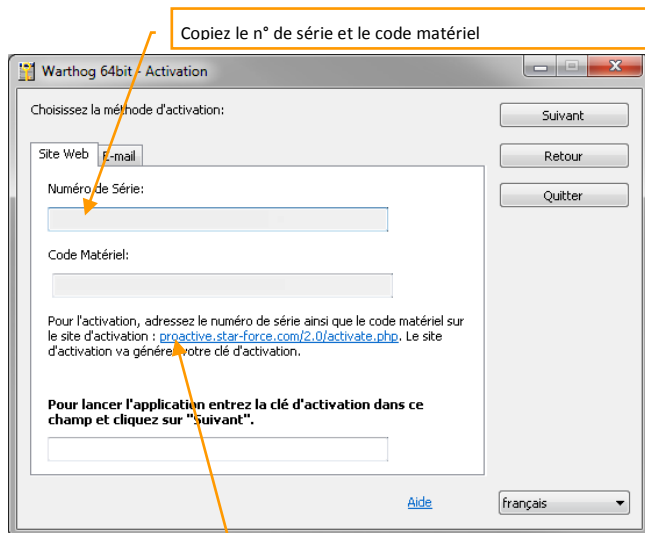 Copiez le n° de série et le code matériel
Warthog 64bit - Activation
Choisissez la méthode d'activation:
Suivant
Site Web
E-mail
Retour
Numéro de Série:
Quitter
Code Matériel:
Pour l'activation, adressez le numéro de série ainsi que le code matériel sur
le site d'activation : proactive.star-force.com/2.0/activate.php. Le site
d'activation va générer votre clé d'activation.
Pour lancer l'application entrez la clé d'activation dans ce
champ et cliquez sur "Suivant".
Aide
français